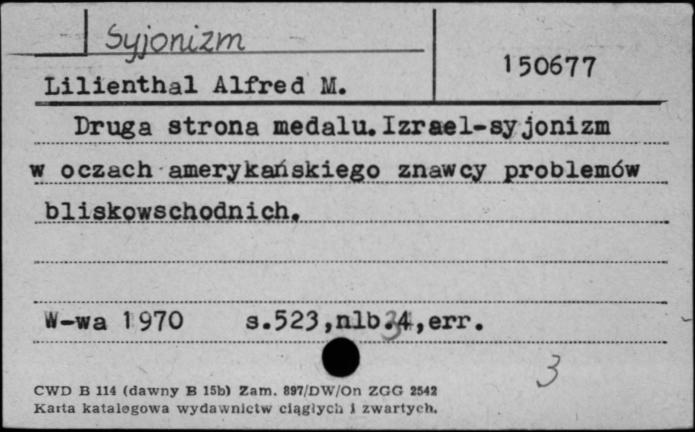 Syjonizm
150677
Lilienthal Alfred M.
Druga strona medalu.Izrael-syjonizm
w oczach amerykańskiego znawcy problemów
bliskowschodnich.
W-wa 1970 s.523,nlb.4,err.
3
CWD B 114 (dawny B 15b) Zam. 897/DW/On ZGG 2542
Karta katalogowa wydawnictw ciągłych i zwartych.